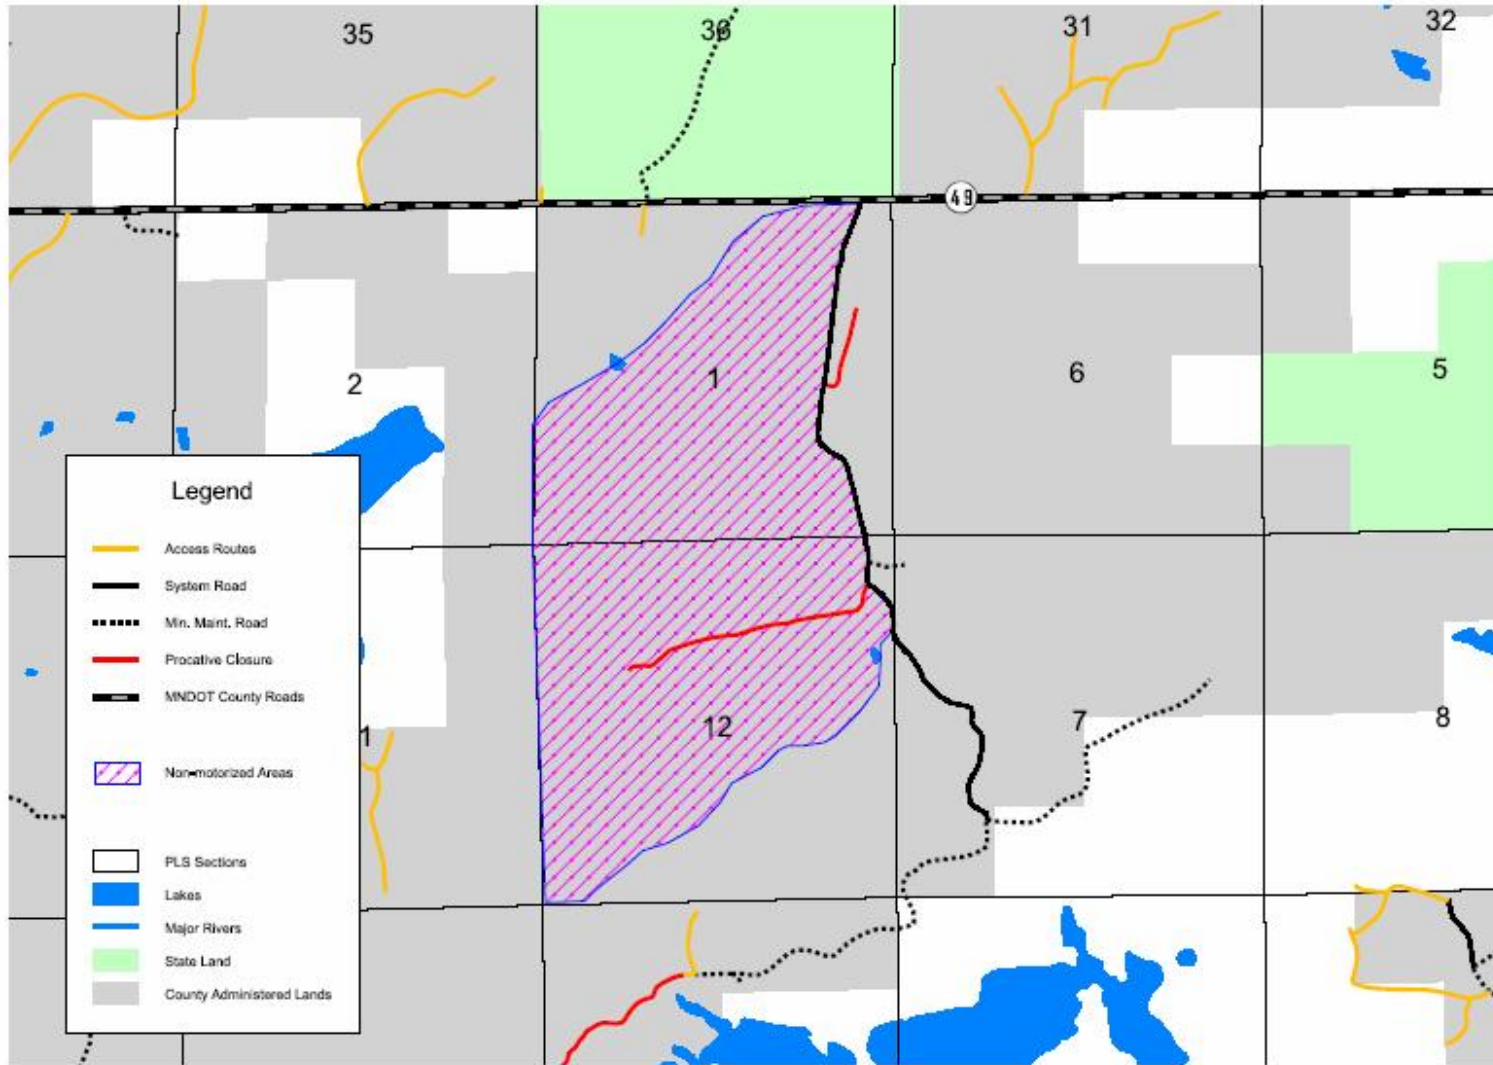 35
36
31
32
49
2
1
6
5
Legend
Access Routes
System Road
Min. Maint. Road
Procative Closure
MNDOT County Roads
Non-motorized Areas
PLS Sections
Lakes
Major Rivers
State Land
County Administered Lands
1
12
7
8